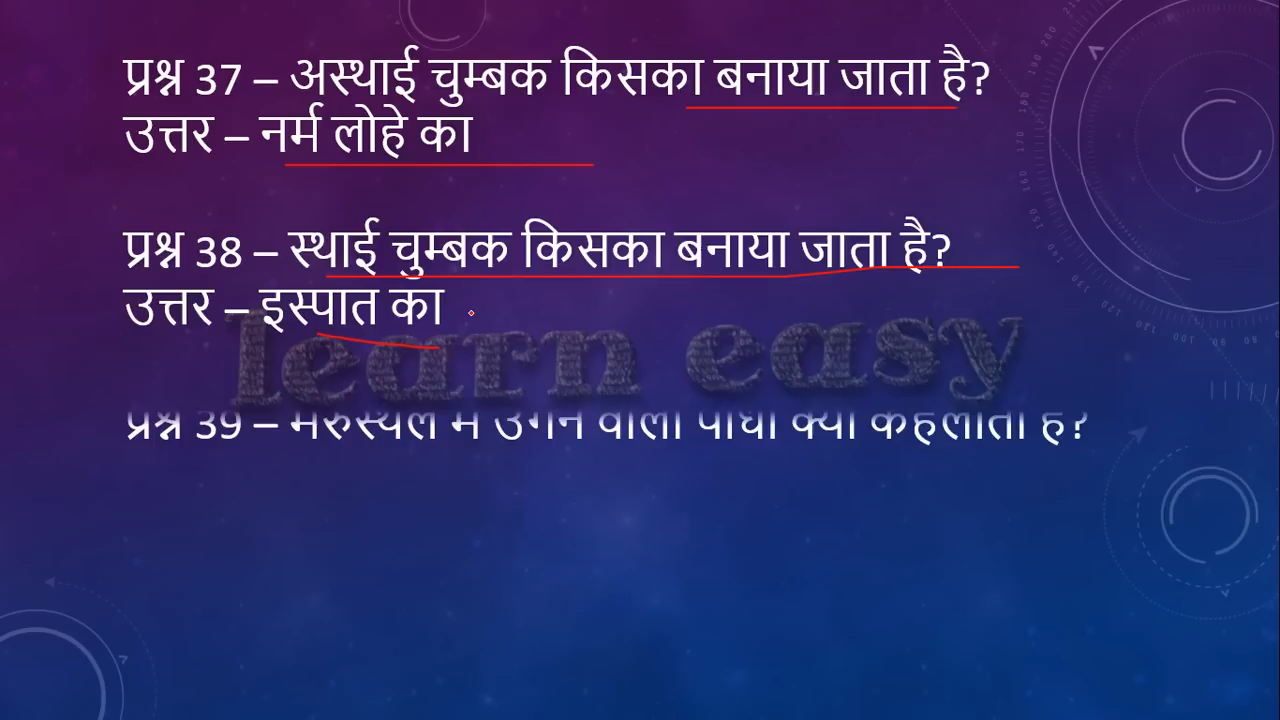 प्रश्न 37 – अस्थाई चुम्बक किसका बनाया जाता है?
उत्तर – नर्म लोहे का
प्रश्न 38 – स्थाई चुम्बक किसका बनाया जाता है?
उत्तर – इस्पात का
learn easy
प्रश्न 39 – मरुस्थल में उगने वाला पौधा क्या कहलाता है?